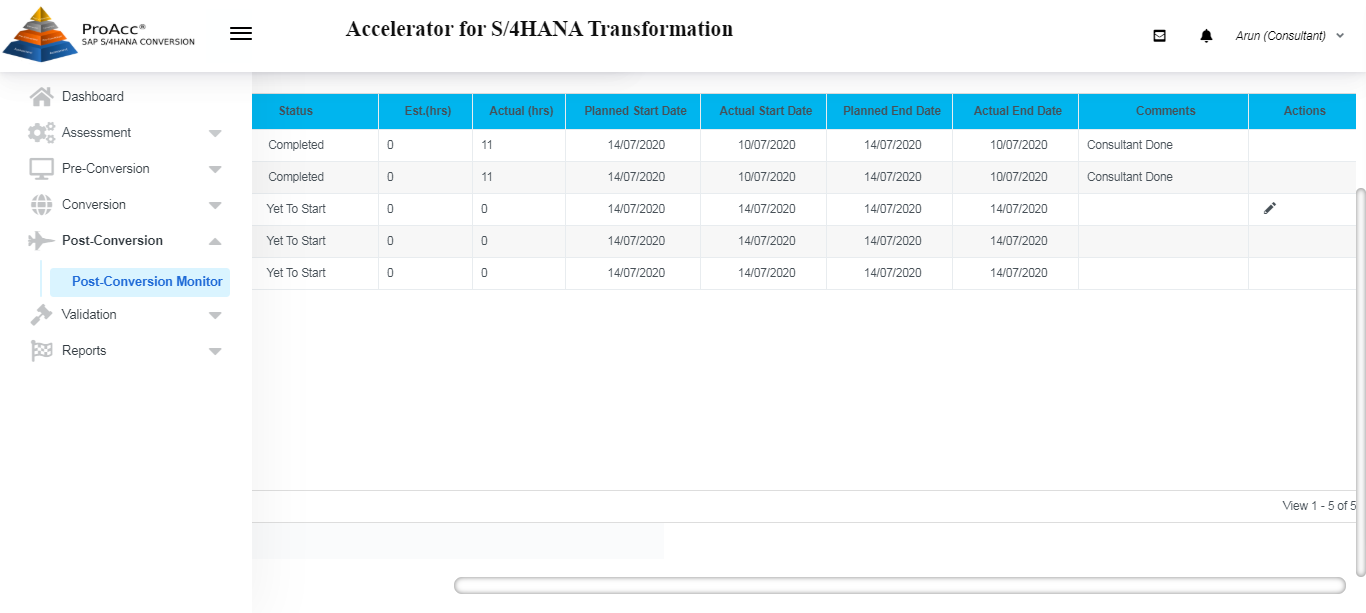 ProAcc®
SAP S/4HANA CONVERSION
Accelerator for S/4HANA Transformation
Arun (Consultant)
Dashboard
Assessment
Pre-Conversion
Conversion
Post-Conversion
Post-Conversion Monitor
Validation
Reports
Status Est.(hrs) Actual (hrs) Planned Start Date Actual Start Date Planned End Date Actual End Date Comments Actions
Completed 0 11 14/07/2020 10/07/2020 14/07/2020 10/07/2020 Consultant Done
Completed 0 11 14/07/2020 10/07/2020 14/07/2020 10/07/2020 Consultant Done
Yet To Start 0 0 14/07/2020 14/07/2020 14/07/2020 14/07/2020
Yet To Start 0 0 14/07/2020 14/07/2020 14/07/2020 14/07/2020
Yet To Start 0 0 14/07/2020 14/07/2020 14/07/2020 14/07/2020
View 1 - 5 of 5